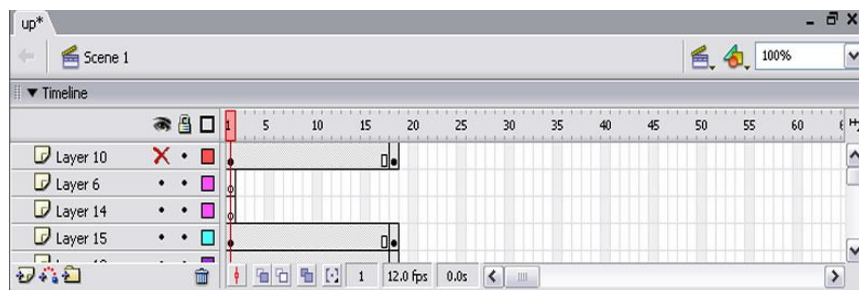 up*
Scene 1
100%
Timeline
1 5 10 15 20 25 30 35 40 45 50 55 60
Layer 10
Layer 6
Layer 14
Layer 15
1 12.0 fps 0.0s